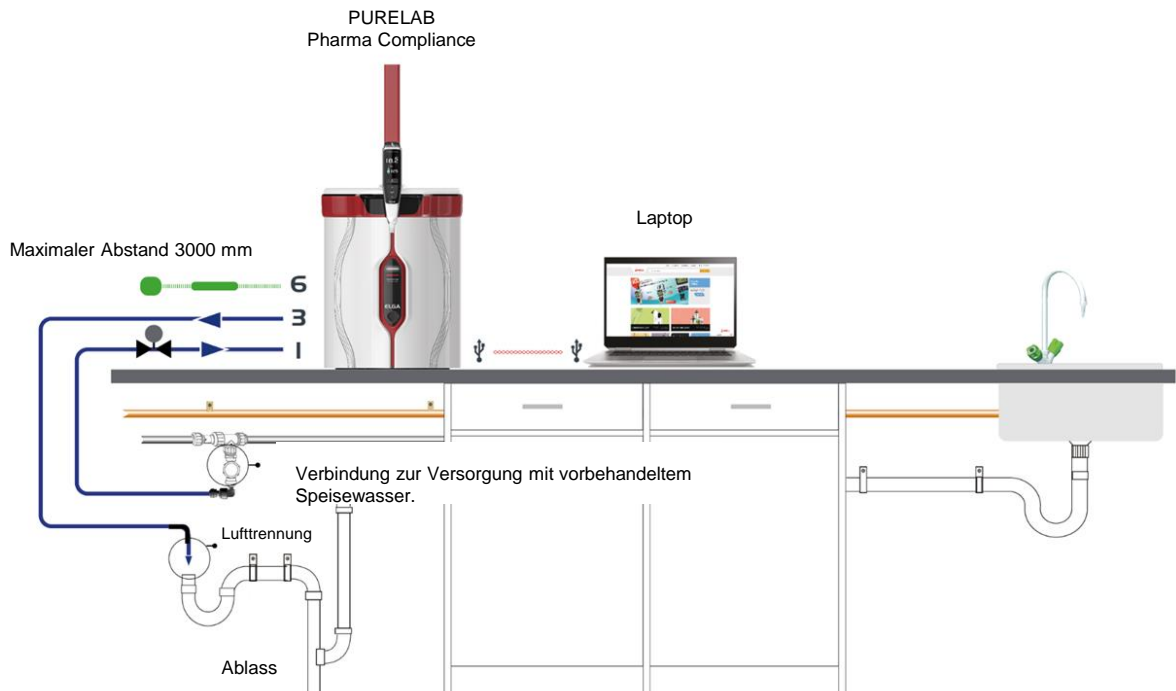 PURELAB
Pharma Compliance
Laptop
Maximaler Abstand 3000 mm
6
3
1
ELGA
Verbindung zur Versorgung mit vorbehandeltem
Speisewasser.
Lufttrennung
Ablass